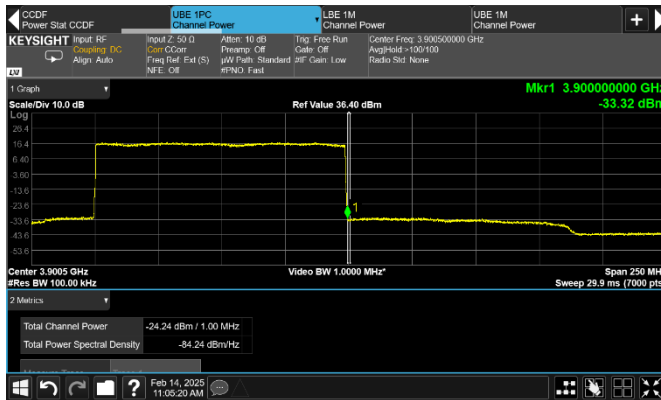 CCDF
Power Stat CCDF
UBE 1PC
Channel Power
LBE 1M
Channel Power
UBE 1M
Channel Power
KEYSIGHT
Input: RF
Coupling: DC
Align: Auto
Input Z: 50 Ω
Corr CCorr
Freq Ref: Ext (S)
NFE: Off
Atten: 10 dB
Preamp: Off
µW Path: Standard
#PNO: Fast
Trig: Free Run
Gate: Off
#IF Gain: Low
Center Freq: 3.900500000 GHz
Avg|Hold:>100/100
Radio Std: None
1 Graph
Mkr1 3.900000000 GHz
Scale/Div 10.0 dB
Ref Value 36.40 dBm
-33.32 dBm
Log
26.4
16.4
6.40
-3.60
-13.6
-23.6
-33.6
-43.6
-53.6
1
Center 3.9005 GHz
Video BW 1.0000 MHz*
Span 250 MHz
#Res BW 100.00 kHz
Sweep 29.9 ms (7000 pts)
2 Metrics
Total Channel Power
-24.24 dBm / 1.00 MHz
Total Power Spectral Density
-84.24 dBm/Hz
?
Feb 14, 2025
11:05:20 AM